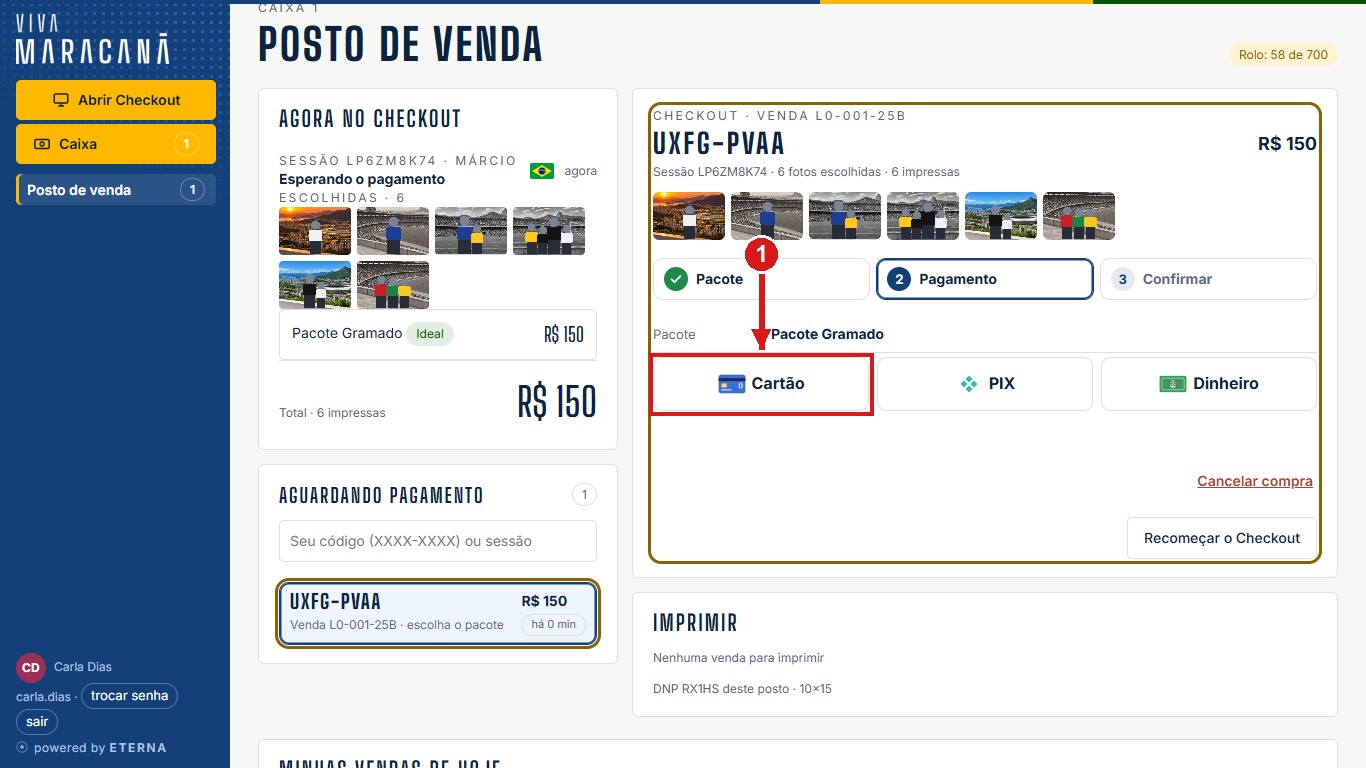 VIVA
MARACANÃ
Abrir Checkout
Caixa 1
Posto de venda 1
CD Carla Dias
carla.dias · trocar senha
sair
powered by ETERNA
CAIXA 1
POSTO DE VENDA
Rolo: 58 de 700
AGORA NO CHECKOUT
SESSÃO LP6ZM8K74 · MÁRCIO
Esperando o pagamento
agora
ESCOLHIDAS · 6
Pacote Gramado Ideal R$ 150
Total · 6 impressas R$ 150
AGUARDANDO PAGAMENTO 1
Seu código (XXXX-XXXX) ou sessão
UXFG-PVAA R$ 150
Venda L0-001-25B · escolha o pacote há 0 min
CHECKOUT · VENDA L0-001-25B
UXFG-PVAA R$ 150
Sessão LP6ZM8K74 · 6 fotos escolhidas · 6 impressas
1
Pacote 2 Pagamento 3 Confirmar
Pacote Pacote Gramado
Cartão PIX Dinheiro
Cancelar compra
Recomeçar o Checkout
IMPRIMIR
Nenhuma venda para imprimir
DNP RX1HS deste posto · 10×15
MINHAS VENDAS DE HOJE